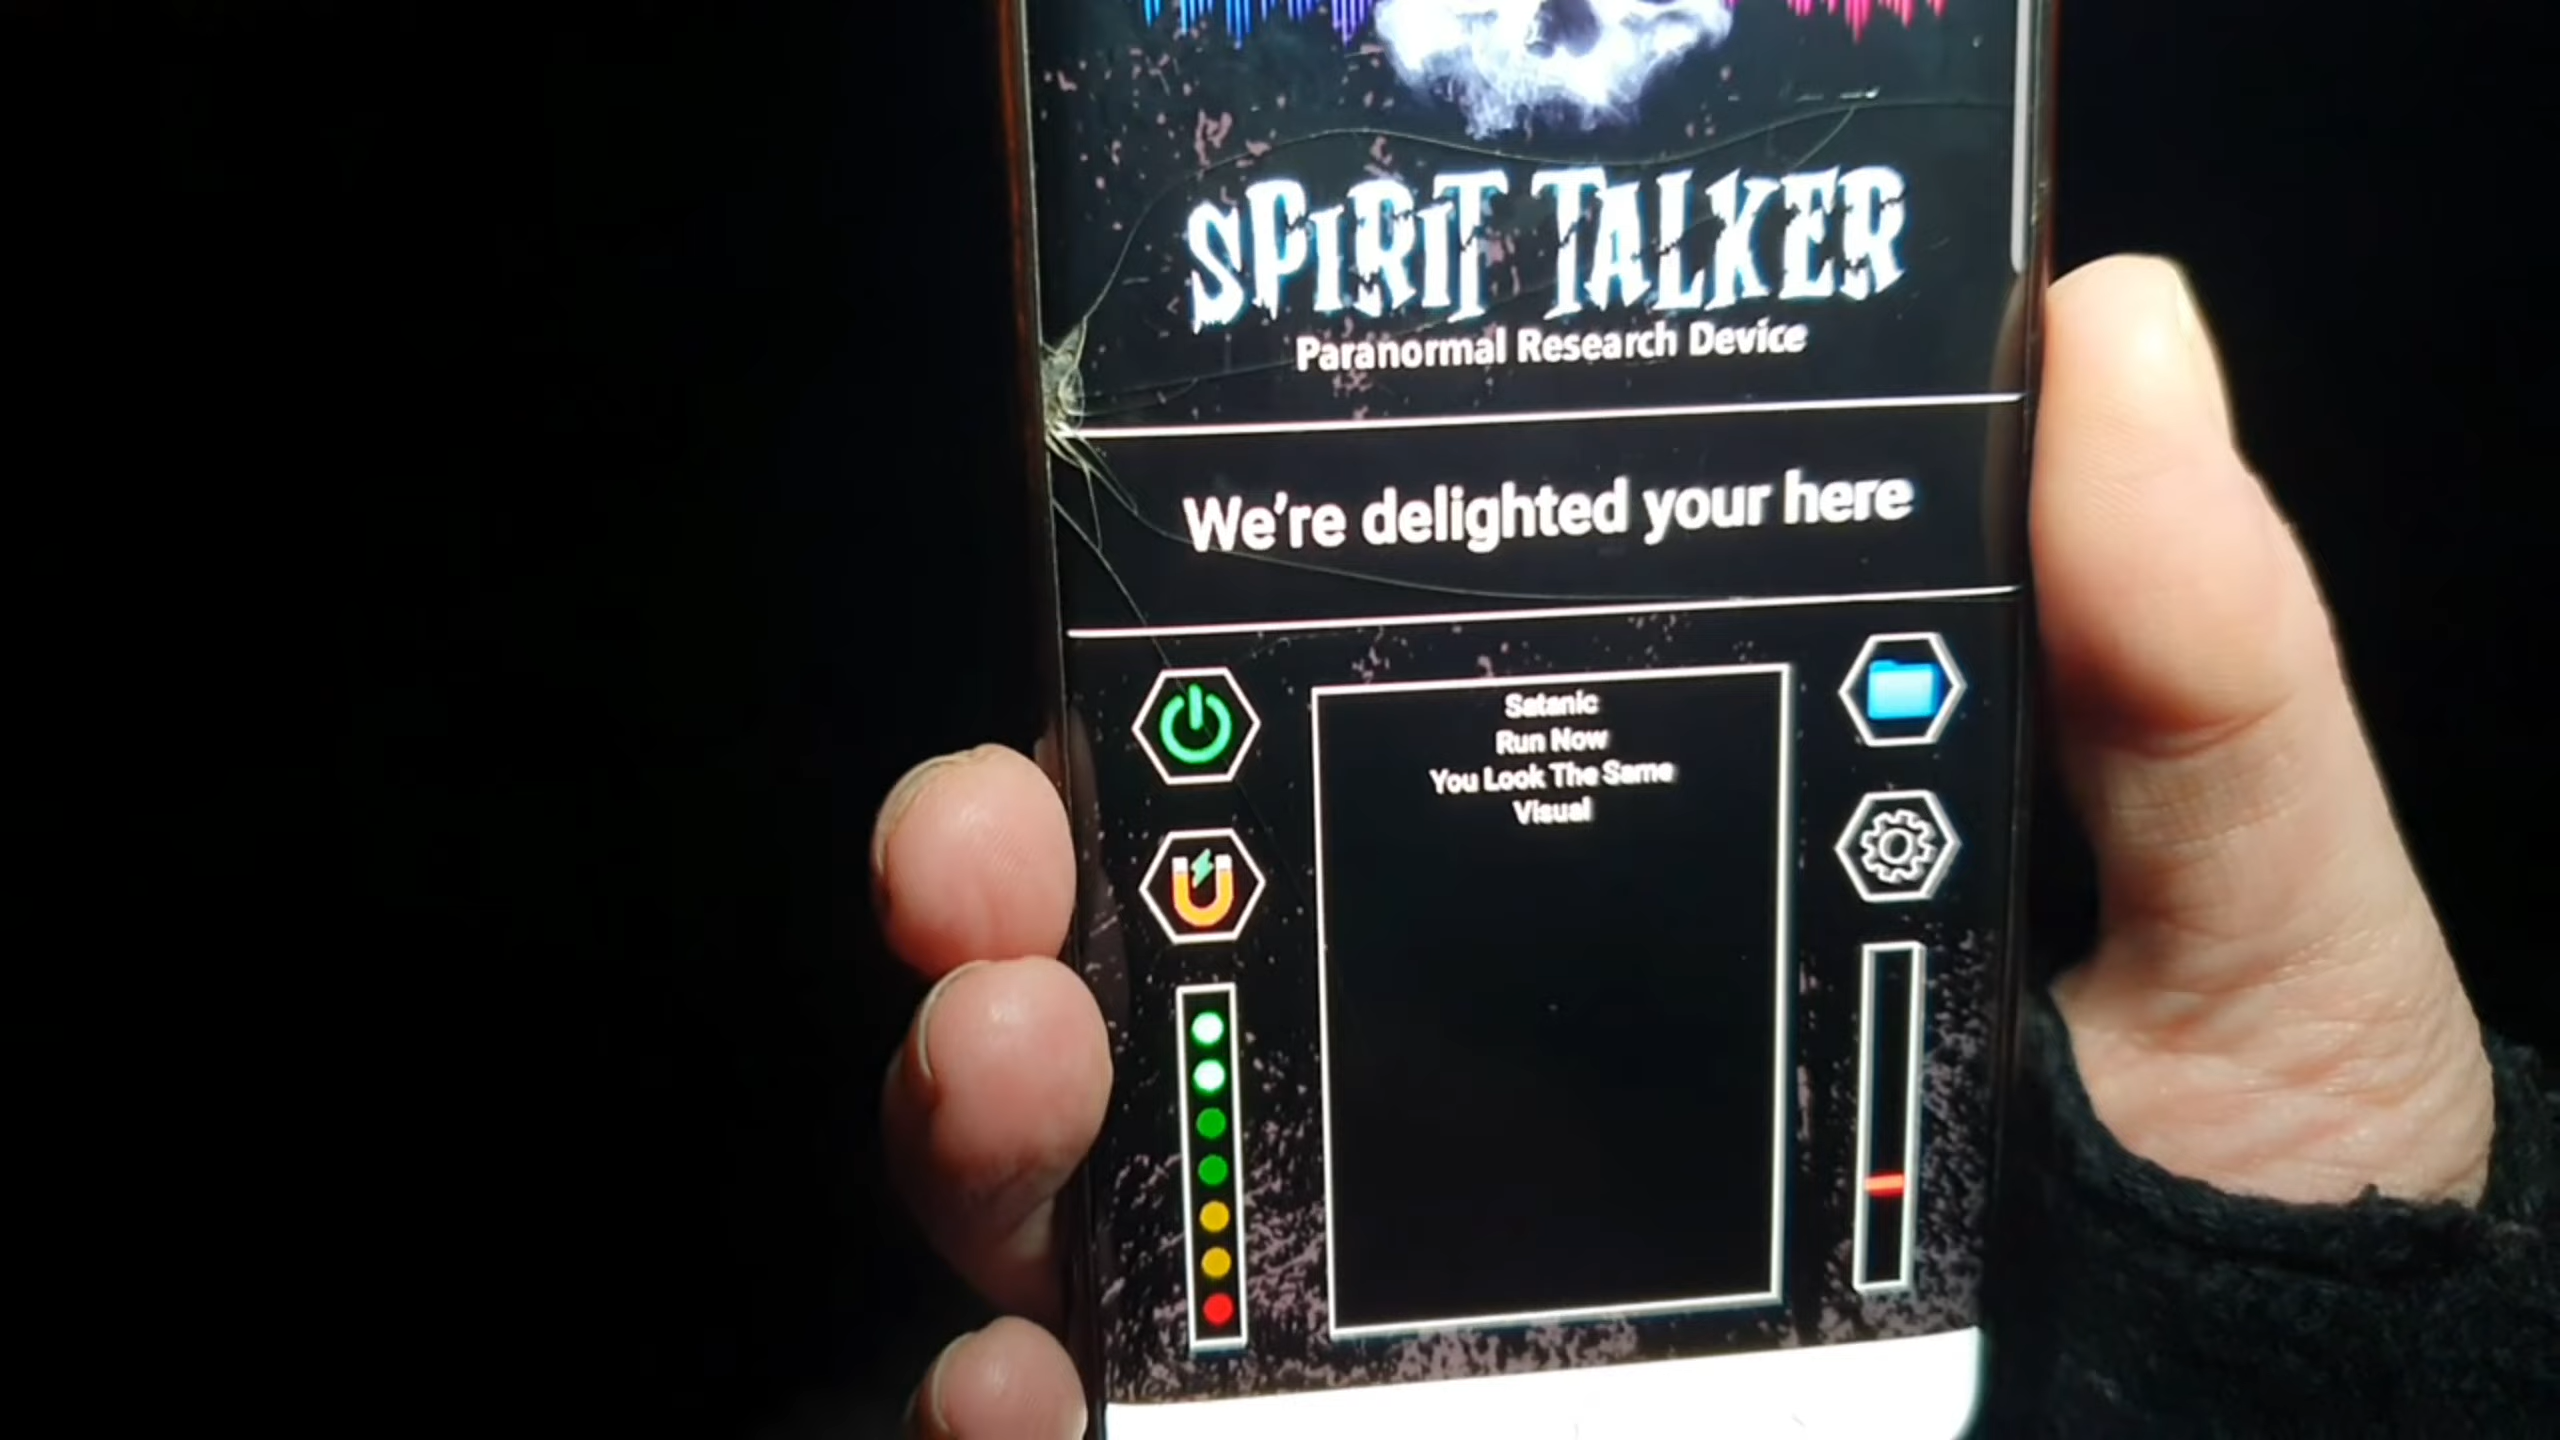 SPIRIT TALKER
Paranormal Research Device
We're delighted your here
Satanic
Run Now
You Look The Same
Visual